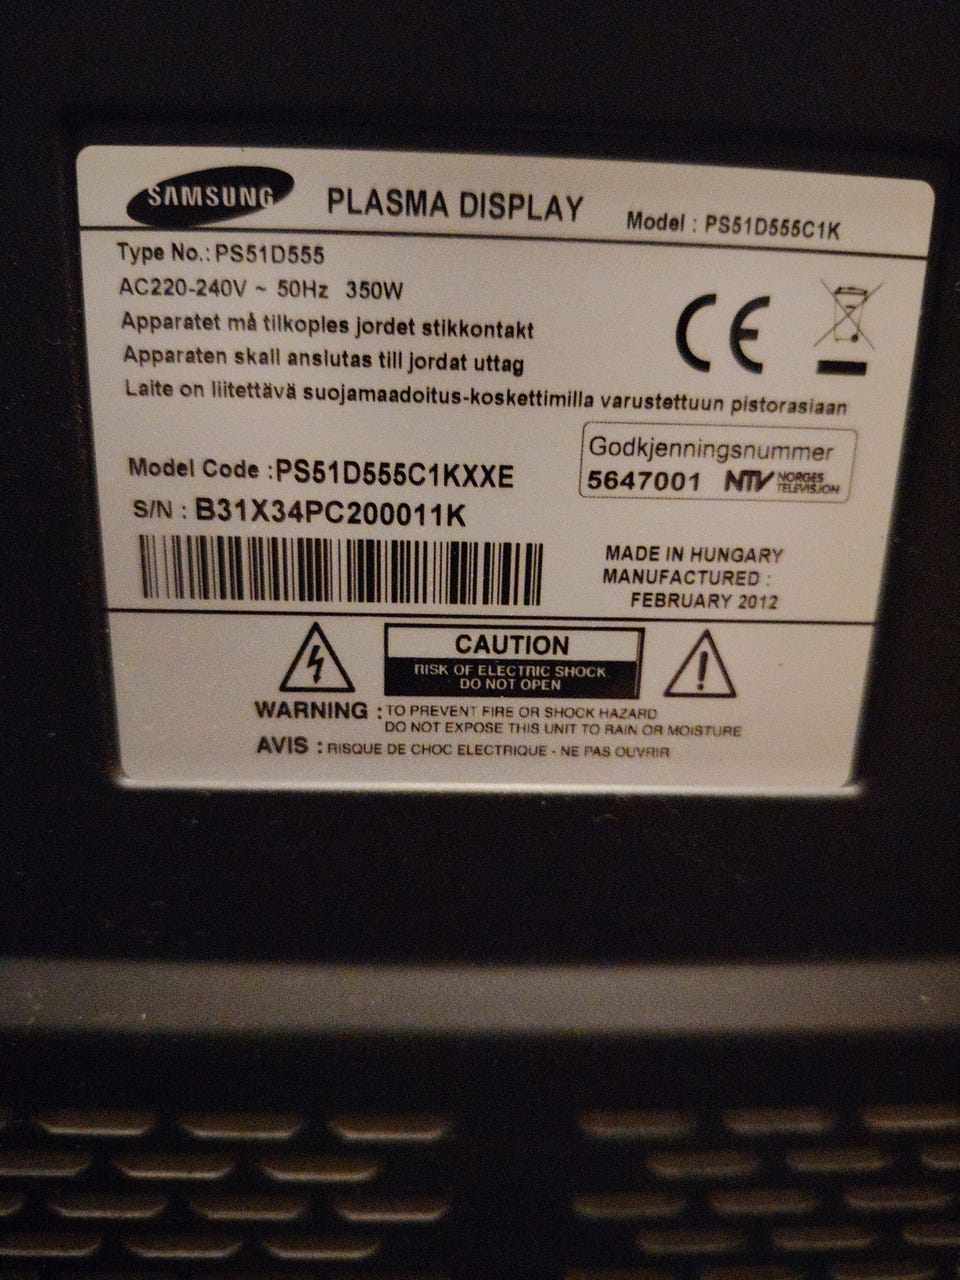 SAMSUNG PLASMA DISPLAY Model : PS51D555C1K
Type No.: PS51D555
AC220-240V ~ 50Hz 350W
Apparatet må tilkoples jordet stikkontakt
Apparaten skall anslutas till jordat uttag
Laite on liitettävä suojamaadoitus-koskettimilla varustettuun pistorasiaan
CE
Godkjenningsnummer
5647001 NTV NORGES
TELEVISJON
Model Code : PS51D555C1KXXE
S/N : B31X34PC200011K
MADE IN HUNGARY
MANUFACTURED :
FEBRUARY 2012
CAUTION
RISK OF ELECTRIC SHOCK
DO NOT OPEN
WARNING : TO PREVENT FIRE OR SHOCK HAZARD
DO NOT EXPOSE THIS UNIT TO RAIN OR MOISTURE
AVIS : RISQUE DE CHOC ELECTRIQUE - NE PAS OUVRIR